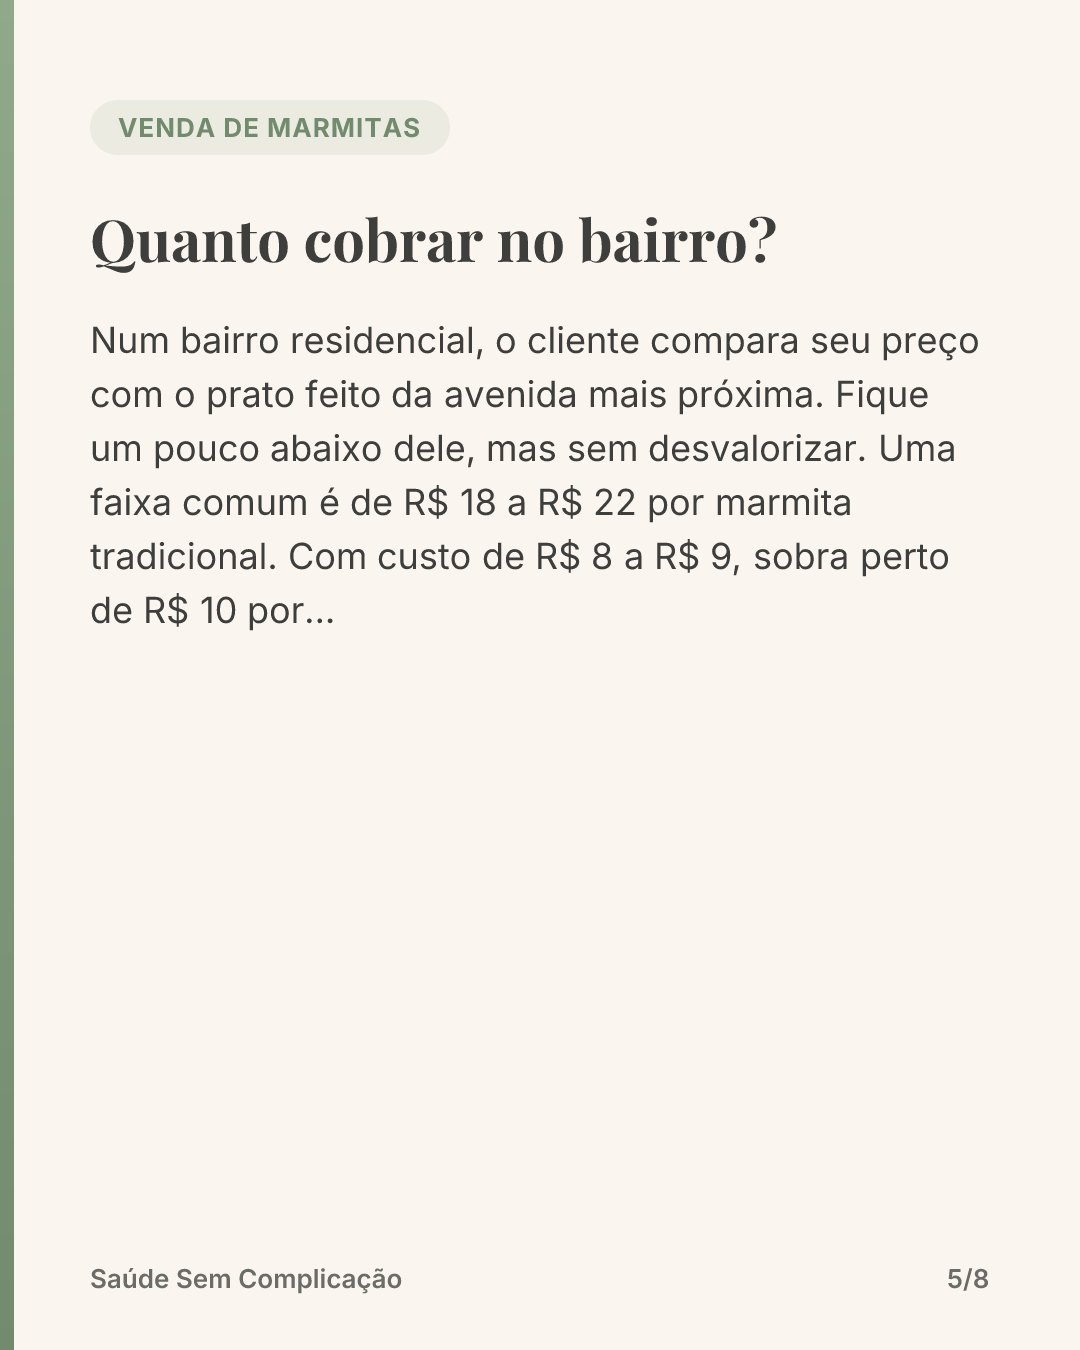 VENDA DE MARMITAS
Quanto cobrar no bairro?
Num bairro residencial, o cliente compara seu preço
com o prato feito da avenida mais próxima. Fique
um pouco abaixo dele, mas sem desvalorizar. Uma
faixa comum é de R$ 18 a R$ 22 por marmita
tradicional. Com custo de R$ 8 a R$ 9, sobra perto
de R$ 10 por...
Saúde Sem Complicação
5/8